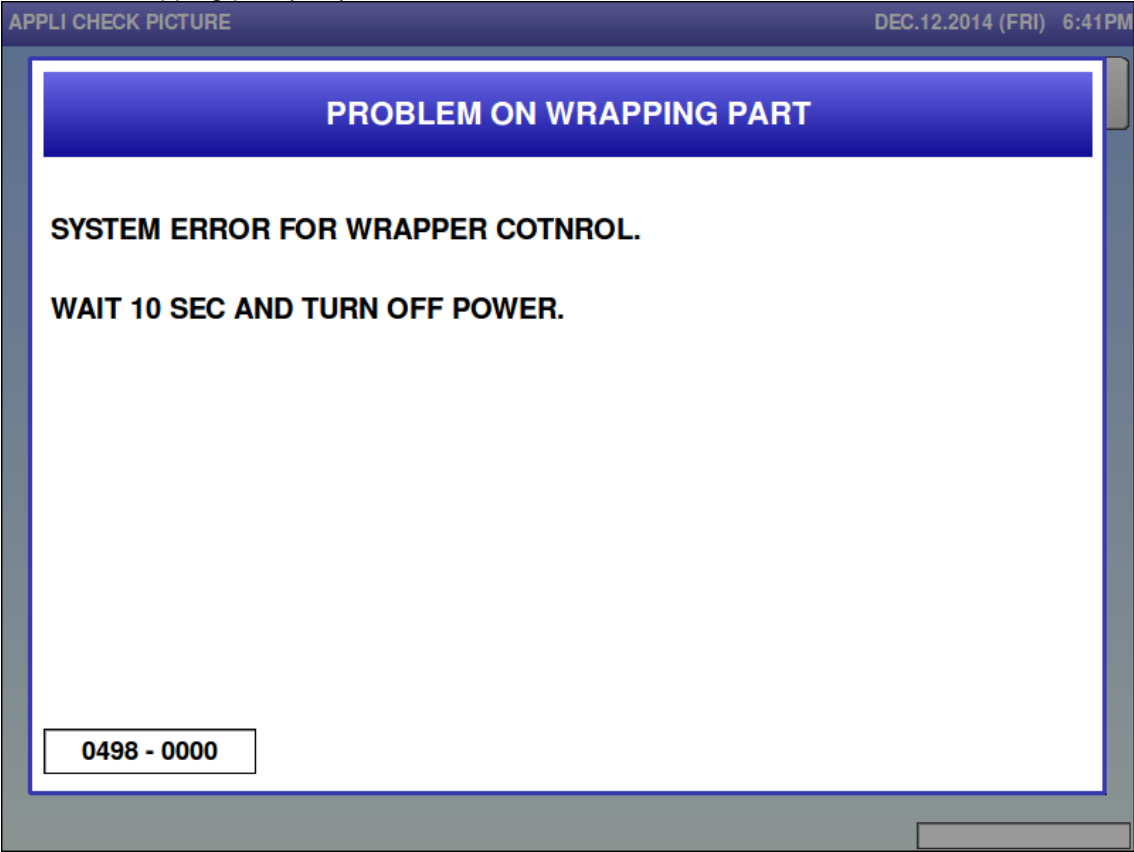 APPLI CHECK PICTURE DEC.12.2014 (FRI) 6:41PM
PROBLEM ON WRAPPING PART
SYSTEM ERROR FOR WRAPPER COTNROL.
WAIT 10 SEC AND TURN OFF POWER.
0498 - 0000